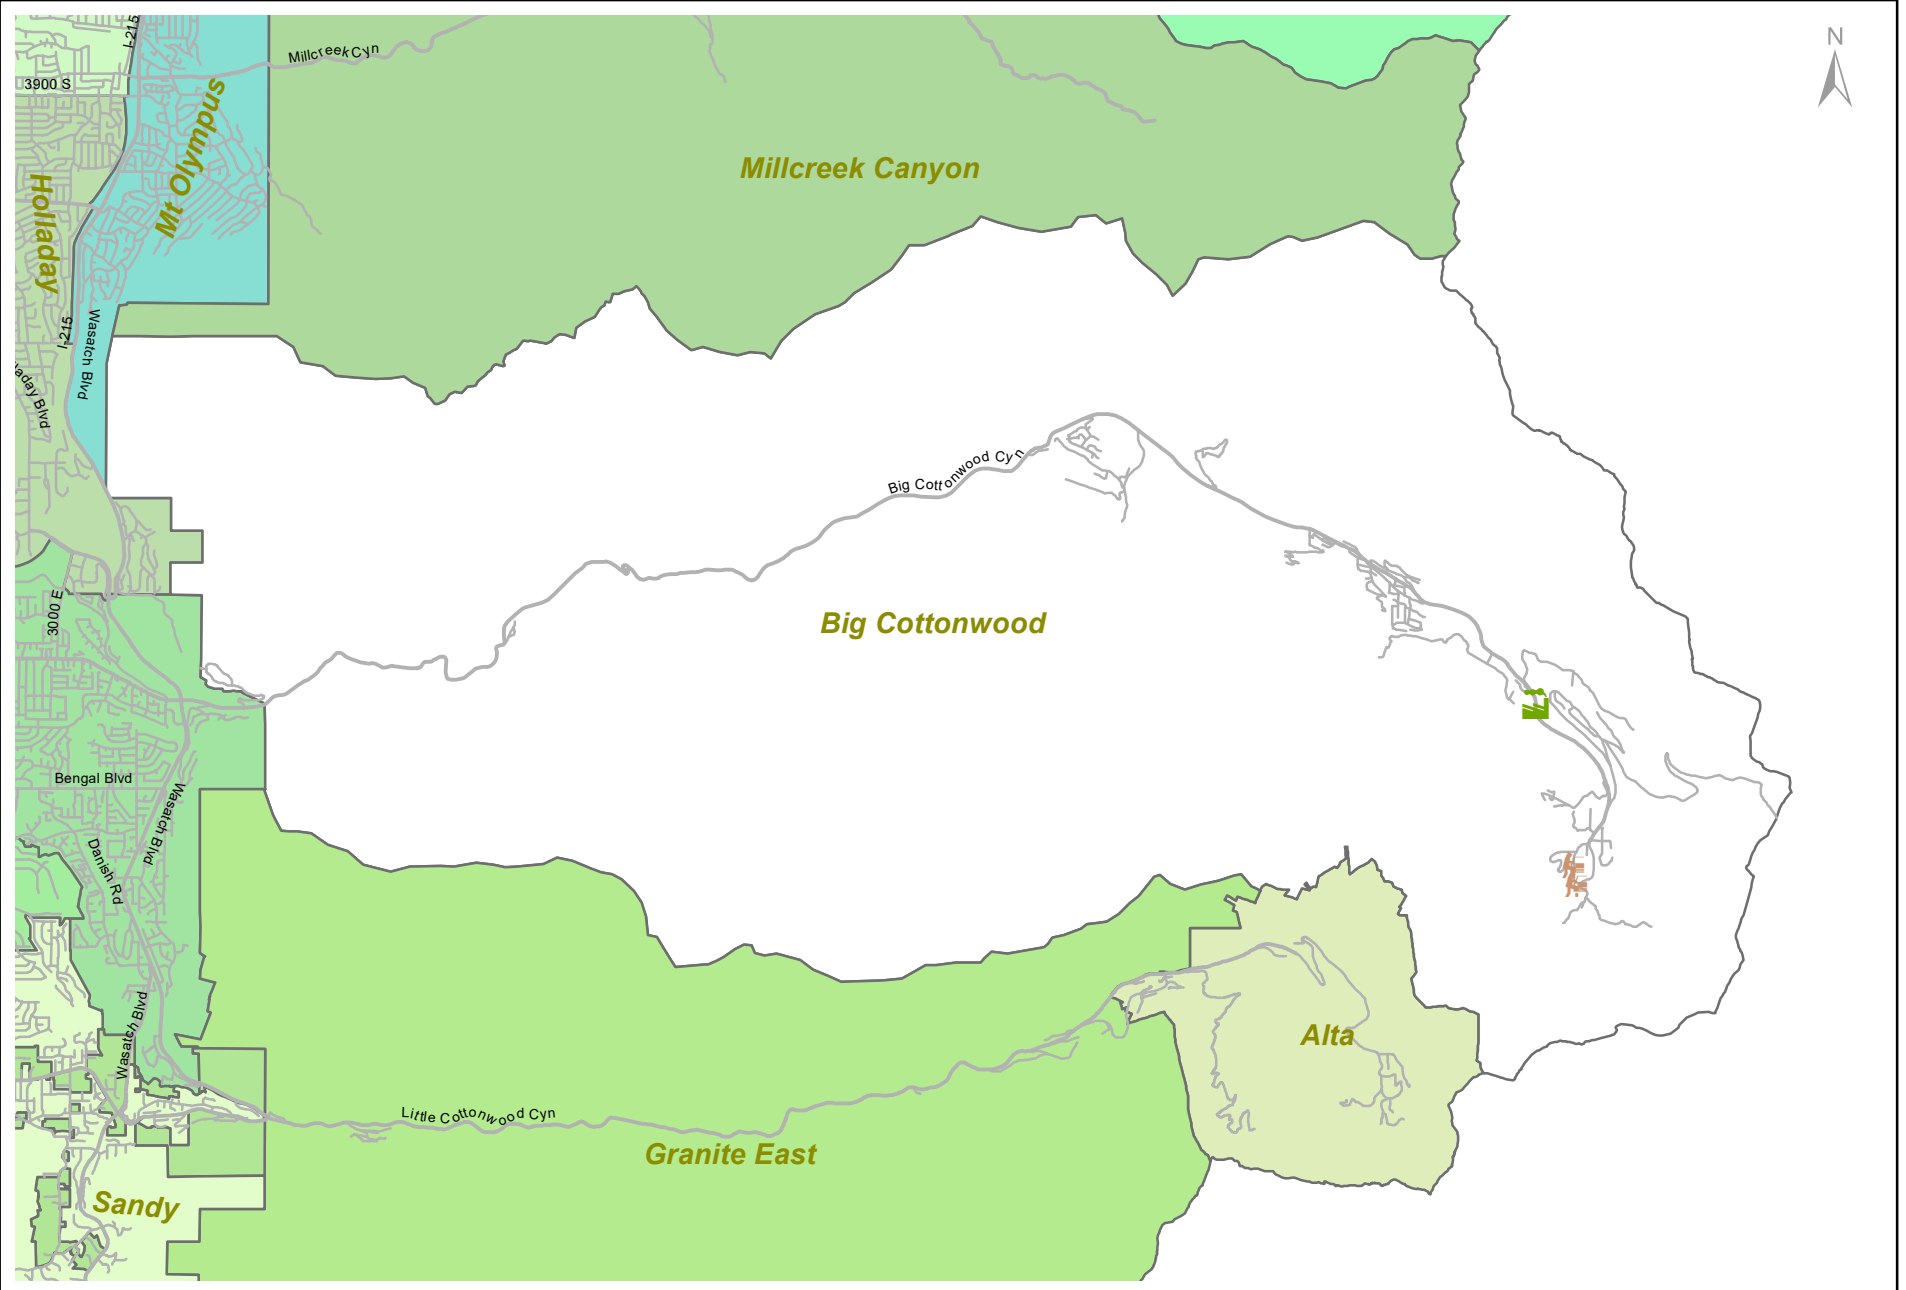 N
I-215
Millcreek Cyn
3900 S
Mt Olympus
Millcreek Canyon
Holladay
I-215
Wasatch Blvd
aday Blvd
Big Cottonwood Cyn
3000 E
Big Cottonwood
Bengal Blvd
Wasatch Blvd
Danish Rd
Wasatch Blvd
Alta
Little Cottonwood Cyn
Granite East
Sandy